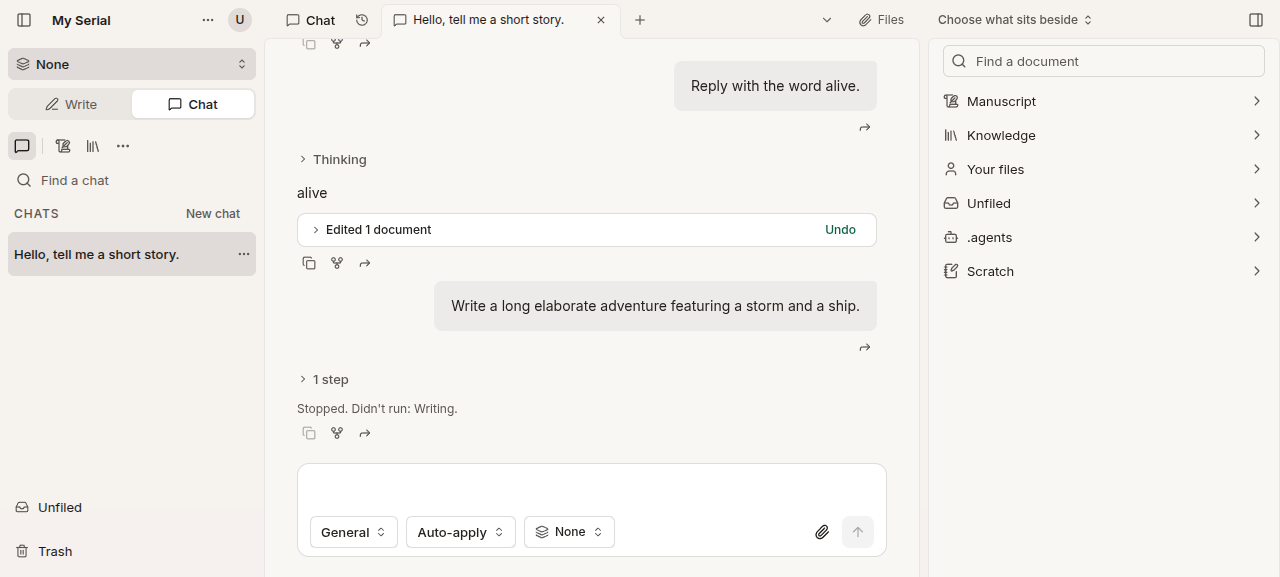 My Serial
U
Chat
Hello, tell me a short story.
Files
Choose what sits beside
None
Write
Chat
Find a chat
CHATS
New chat
Hello, tell me a short story.
Unfiled
Trash
Reply with the word alive.
Thinking
alive
Edited 1 document
Undo
Write a long elaborate adventure featuring a storm and a ship.
1 step
Stopped. Didn't run: Writing.
General
Auto-apply
None
Find a document
Manuscript
Knowledge
Your files
Unfiled
.agents
Scratch